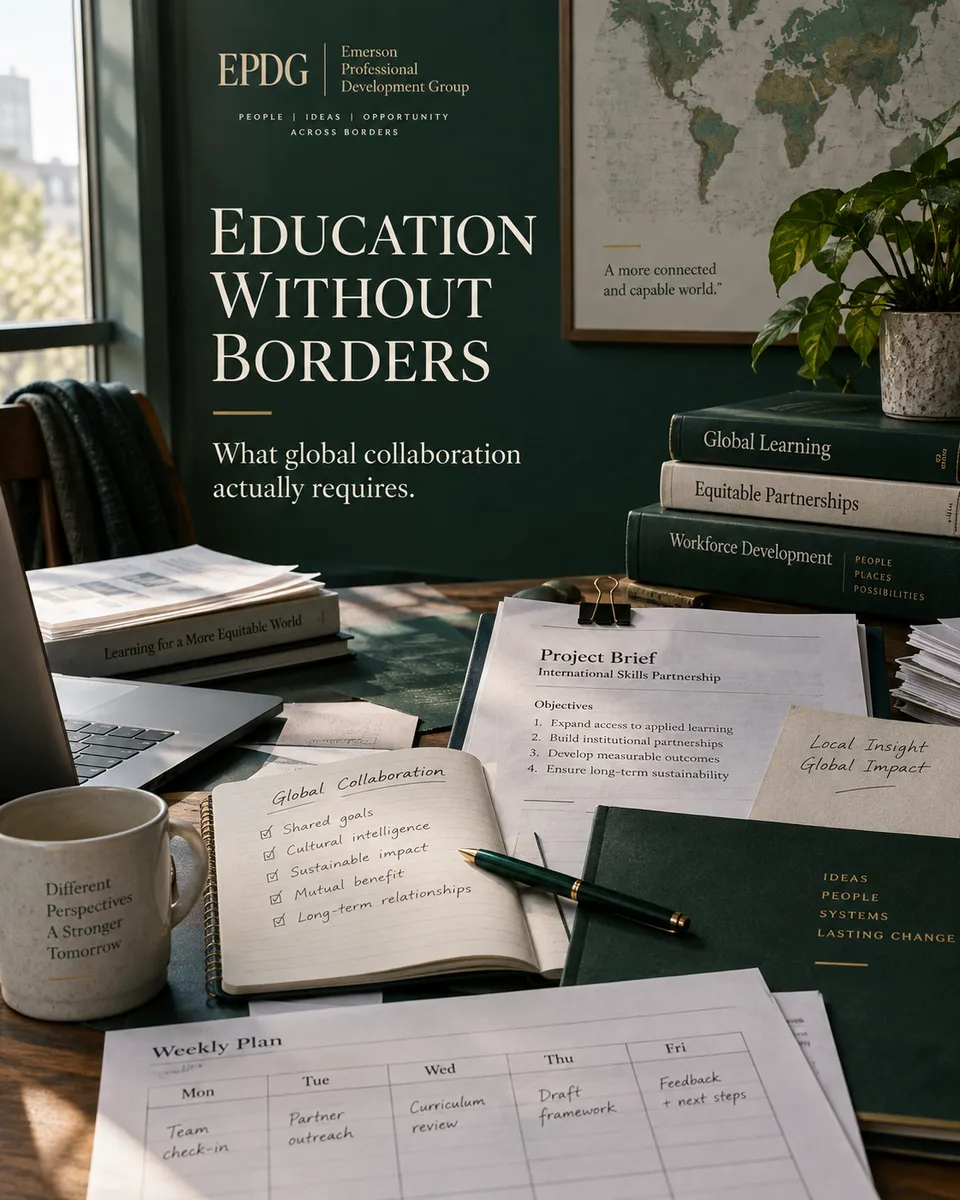 EPDG
Emerson
Professional
Development Group
PEOPLE | IDEAS | OPPORTUNITY
ACROSS BORDERS
EDUCATION
WITHOUT
BORDERS
What global collaboration
actually requires.
A more connected
and capable world.”
Global Learning
Equitable Partnerships
Workforce Development
PEOPLE
PLACES
POSSIBILITIES
Learning for a More Equitable World
Project Brief
International Skills Partnership
Objectives
1. Expand access to applied learning
2. Build institutional partnerships
3. Develop measurable outcomes
4. Ensure long-term sustainability
Local Insight
Global Impact
Global Collaboration
☑ Shared goals
☑ Cultural intelligence
☑ Sustainable impact
☑ Mutual benefit
☑ Long-term relationships
Different
Perspectives
A Stronger
Tomorrow
IDEAS
PEOPLE
SYSTEMS
LASTING CHANGE
Weekly Plan
Mon Tue Wed Thu Fri
Team
check-in
Partner
outreach
Curriculum
review
Draft
framework
Feedback
+ next steps